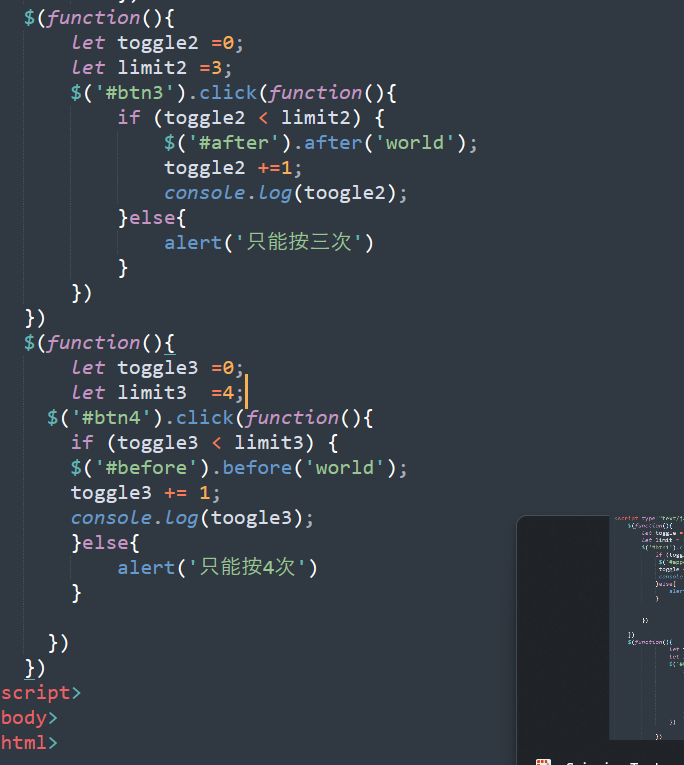 $(function(){
let toggle2 =0;
let limit2 =3;
$('#btn3').click(function(){
if (toggle2 < limit2) {
$('#after').after('world');
toggle2 +=1;
console.log(toogle2);
}else{
alert('只能按三次')
}
})
})
$(function(){
let toggle3 =0;
let limit3  =4;
$('#btn4').click(function(){
if (toggle3 < limit3) {
$('#before').before('world');
toggle3 += 1;
console.log(toogle3);
}else{
alert('只能按4次')
}
})
})
script>
body>
html>